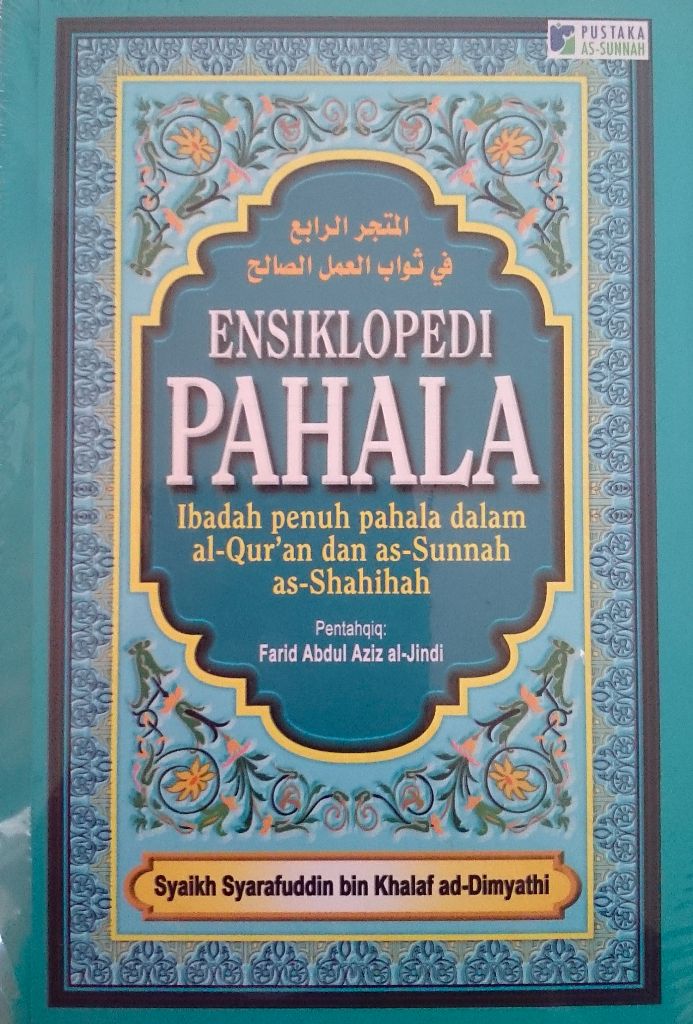 PUSTAKA
AS-SUNNAH
المتجر الرابح
في ثواب العمل الصالح
ENSIKLOPEDI
PAHALA
Ibadah penuh pahala dalam
al-Qur'an dan as-Sunnah
as-Shahihah
Pentahqiq:
Farid Abdul Aziz al-Jindi
Syaikh Syarafuddin bin Khalaf ad-Dimyathi